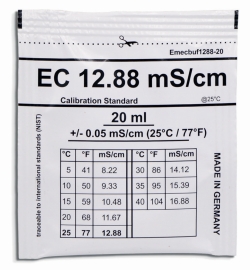 Emecbuf1288-20
EC 12.88 mS/cm
Calibration Standard @25°C
20 ml
+/- 0.05 mS/cm (25°C / 77°F)
°C °F mS/cm °C °F mS/cm
5 41 8.22 30 86 14.12
10 50 9.33 35 95 15.39
15 59 10.48 40 104 16.88
20 68 11.67
25 77 12.88
traceable to international standards (NIST)
MADE IN GERMANY